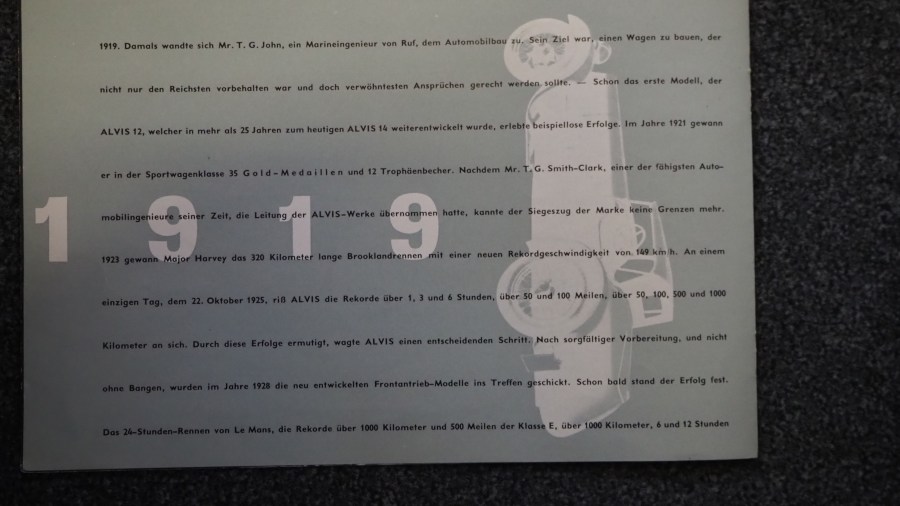 1919. Damals wandte sich Mr. T. G. John, ein Marineingenieur von Ruf, dem Automobilbau zu. Sein Ziel war, einen Wagen zu bauen, der
nicht nur den Reichsten vorbehalten war und doch verwöhntesten Ansprüchen gerecht werden sollte. — Schon das erste Modell, der
ALVIS 12, welcher in mehr als 25 Jahren zum heutigen ALVIS 14 weiterentwickelt wurde, erlebte beispiellose Erfolge. Im Jahre 1921 gewann
er in der Sportwagenklasse 35 Gold-Medaillen und 12 Trophäenbecher. Nachdem Mr. T. G. Smith-Clark, einer der fähigsten Auto-
mobilingenieure seiner Zeit, die Leitung der ALVIS-Werke übernommen hatte, kannte der Siegeszug der Marke keine Grenzen mehr.
1919
1923 gewann Major Harvey das 320 Kilometer lange Brooklandrennen mit einer neuen Rekordgeschwindigkeit von 149 km/h. An einem
einzigen Tag, dem 22. Oktober 1925, riß ALVIS die Rekorde über 1, 3 und 6 Stunden, über 50 und 100 Meilen, über 50, 100, 500 und 1000
Kilometer an sich. Durch diese Erfolge ermutigt, wagte ALVIS einen entscheidenden Schritt. Nach sorgfältiger Vorbereitung, und nicht
ohne Bangen, wurden im Jahre 1928 die neu entwickelten Frontantrieb-Modelle ins Treffen geschickt. Schon bald stand der Erfolg fest.
Das 24-Stunden-Rennen von Le Mans, die Rekorde über 1000 Kilometer und 500 Meilen der Klasse E, über 1000 Kilometer, 6 und 12 Stunden